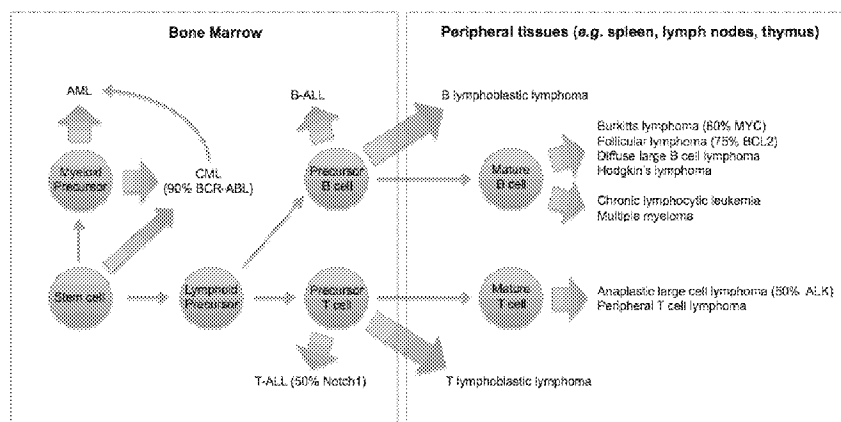 Bone Marrow
Peripheral tissues (e.g. spleen, lymph nodes, thymus)
AML
B-ALL
B lymphoblastic lymphoma
Myeloid
Precursor
CML
(90% BCR-ABL)
Precursor
B cell
Mature
B cell
Burkitts lymphoma (80% MYC)
Follicular lymphoma (75% BCL2)
Diffuse large B cell lymphoma
Hodgkin's lymphoma
Chronic lymphocytic leukemia
Multiple myeloma
Stem cell
Lymphoid
Precursor
Precursor
T cell
Mature
T cell
Anaplastic large cell lymphoma (50% ALK)
Peripheral T cell lymphoma
T-ALL (50% Notch1)
T lymphoblastic lymphoma